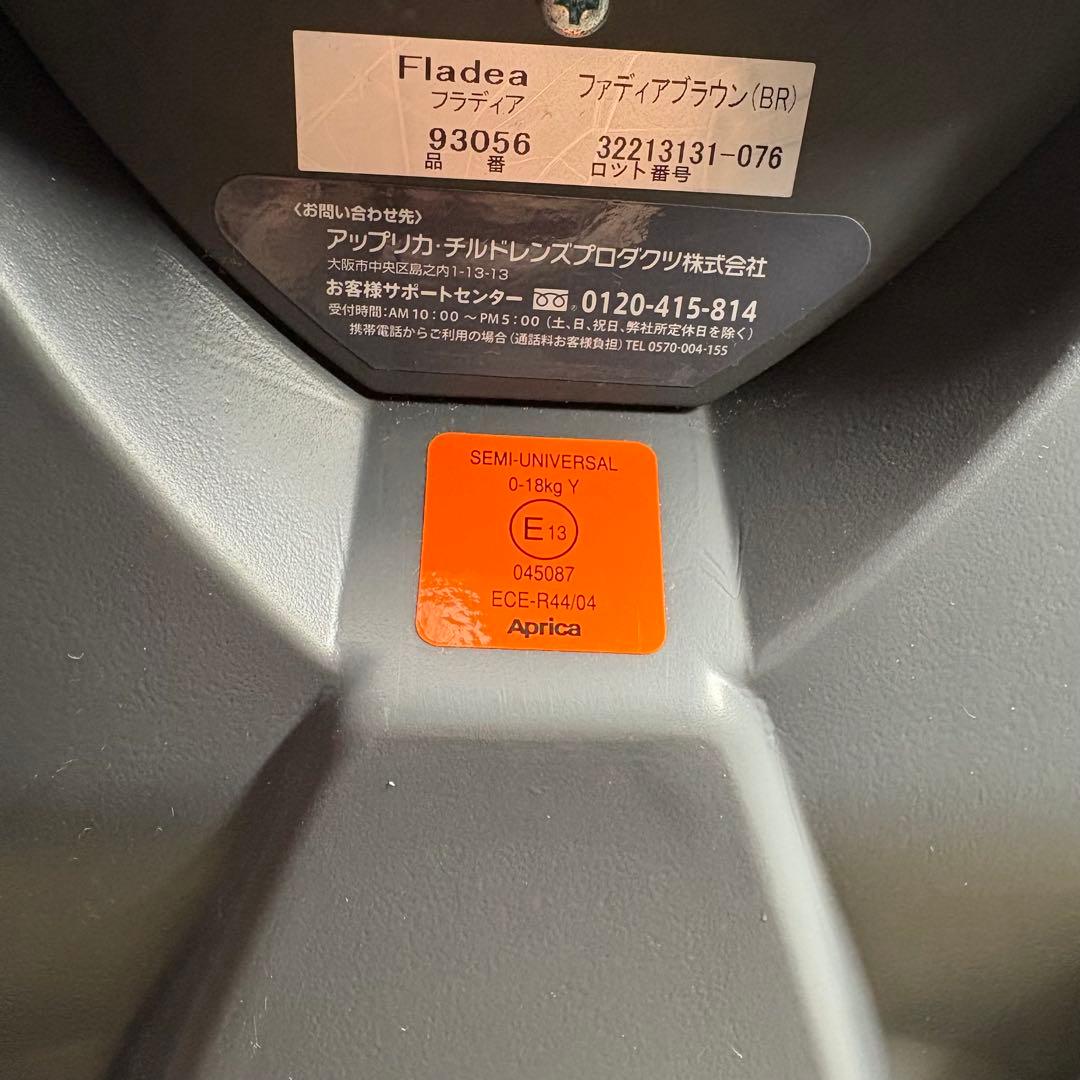 Fladea ファディアブラウン(BR)
フラディア
93056 32213131-076
品番 ロット番号
〈お問い合わせ先〉
アップリカ・チルドレンズプロダクツ株式会社
大阪市中央区島之内1-13-13
お客様サポートセンター 0120-415-814
受付時間:AM10:00～PM5:00(土、日、祝日、弊社所定休日を除く)
携帯電話からご利用の場合(通話料お客様負担)TEL 0570-004-155
SEMI-UNIVERSAL
0-18kg Y
E 13
045087
ECE-R44/04
Aprica